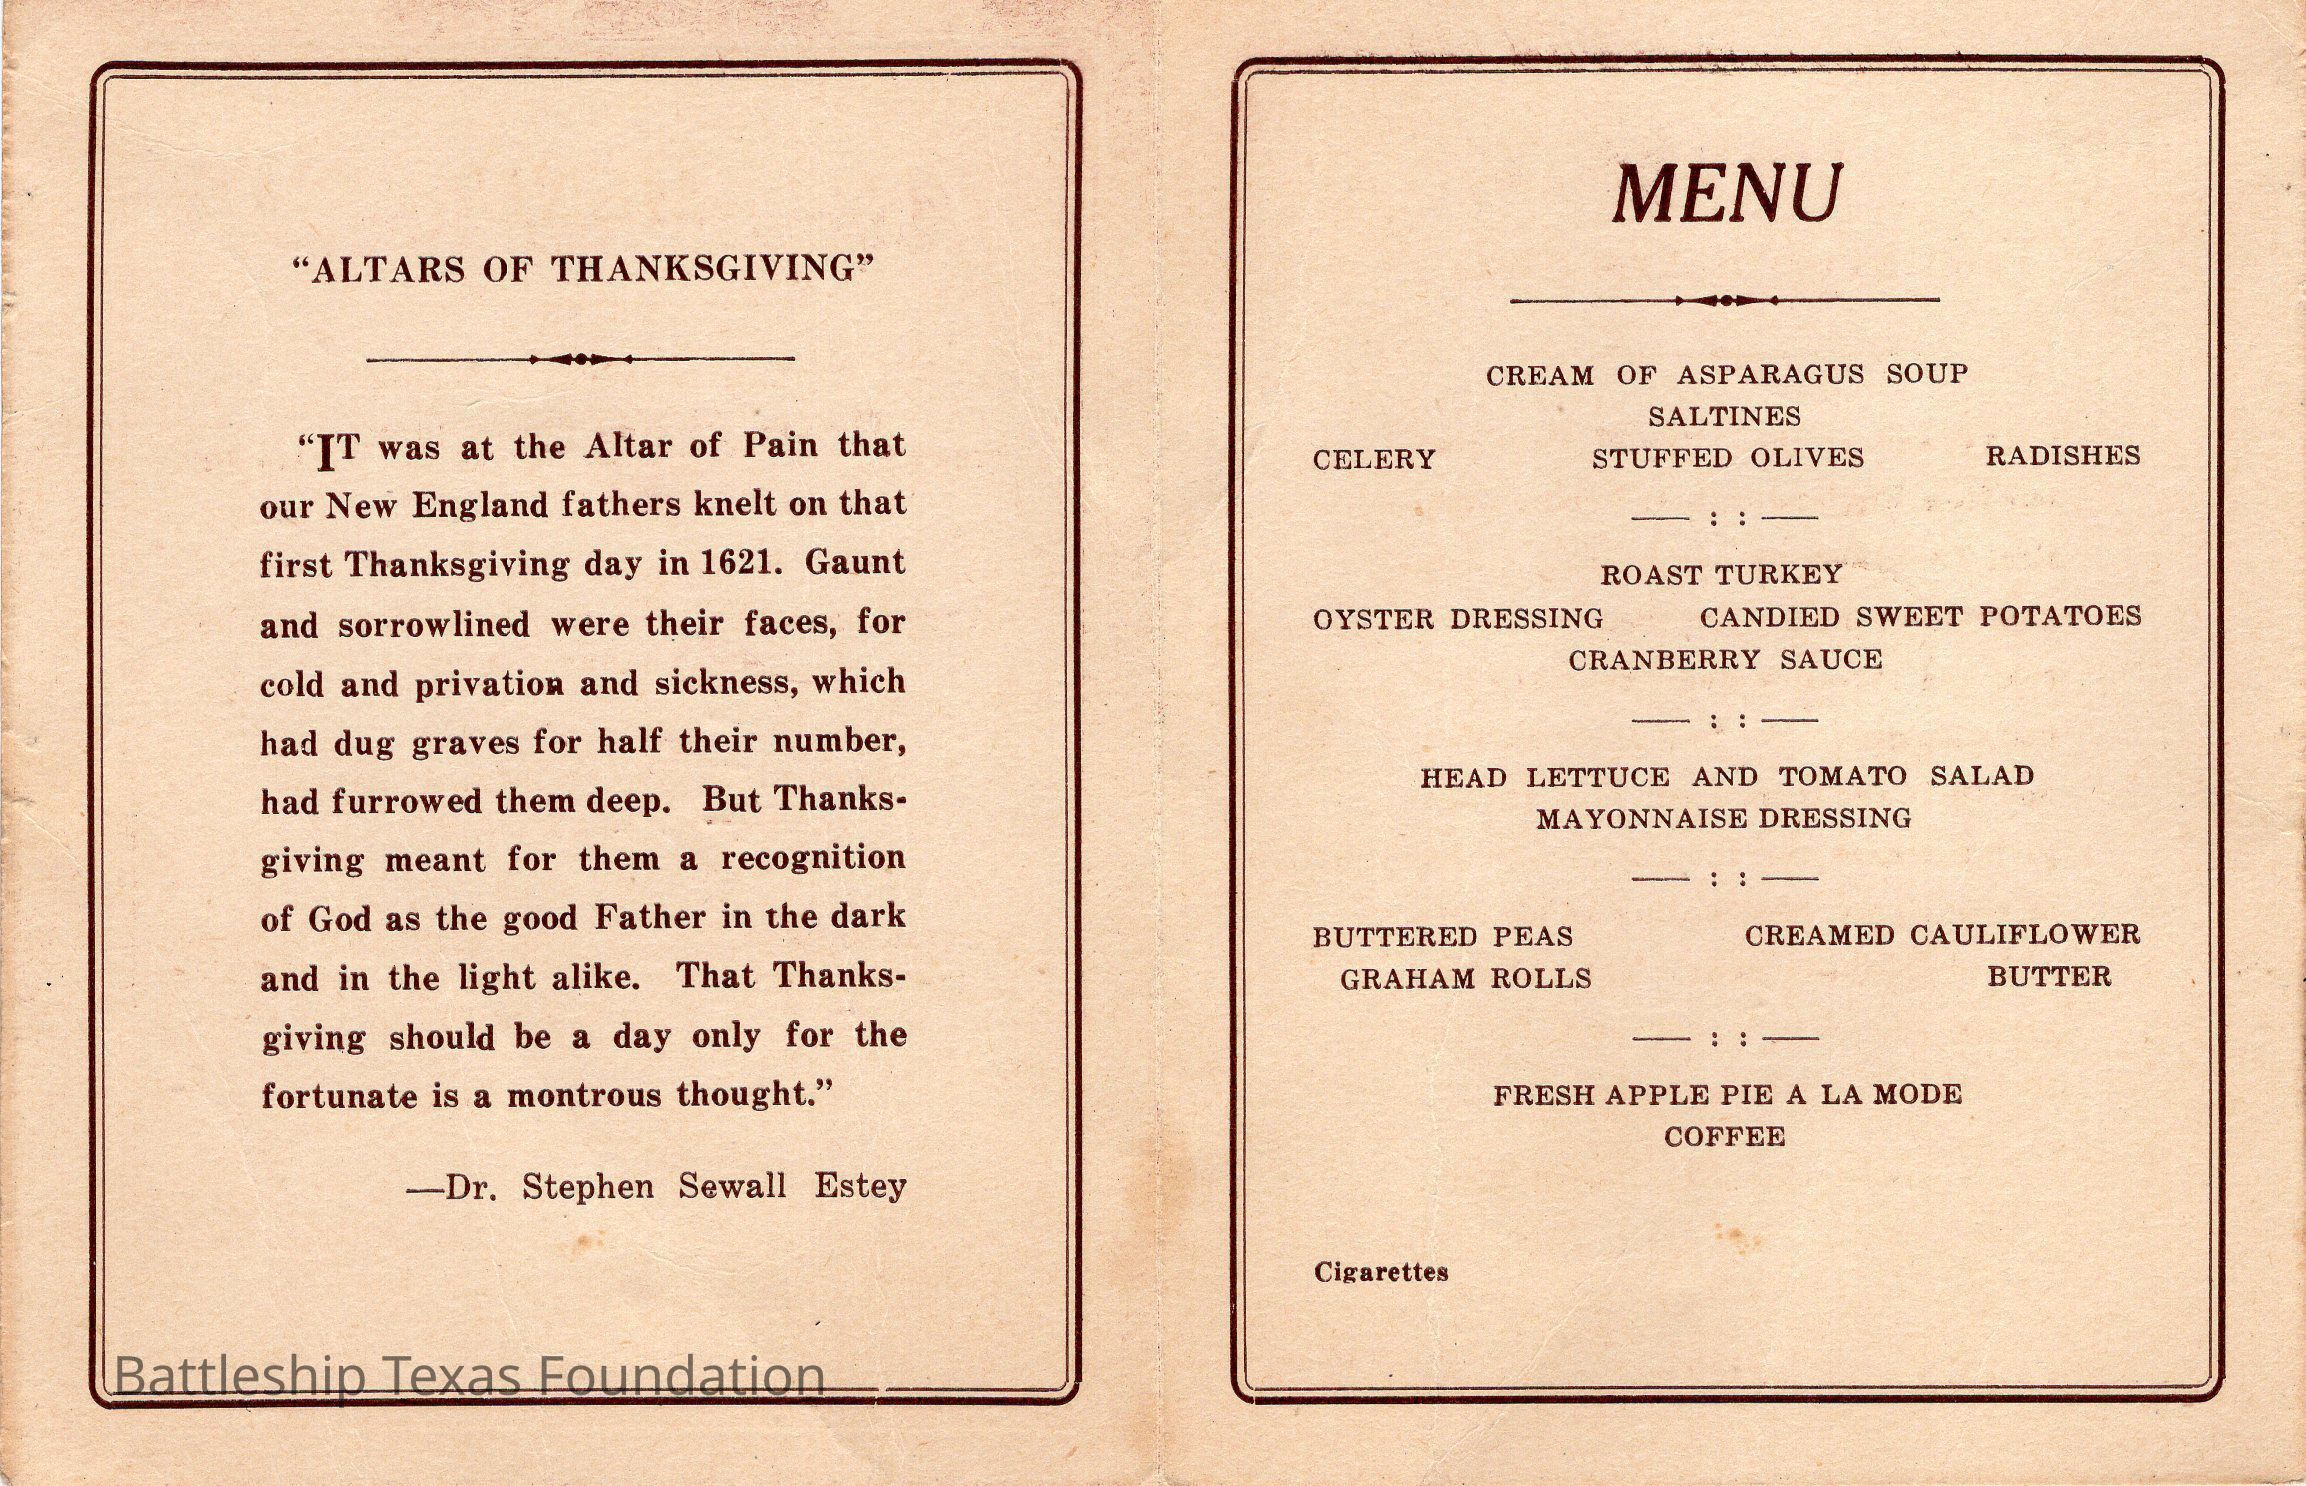 “ALTARS OF THANKSGIVING”
“IT was at the Altar of Pain that
our New England fathers knelt on that
first Thanksgiving day in 1621. Gaunt
and sorrowlined were their faces, for
cold and privation and sickness, which
had dug graves for half their number,
had furrowed them deep. But Thanks-
giving meant for them a recognition
of God as the good Father in the dark
and in the light alike. That Thanks-
giving should be a day only for the
fortunate is a montrous thought.”
—Dr. Stephen Sewall Estey
Battleship Texas Foundation
MENU
CREAM OF ASPARAGUS SOUP
SALTINES
CELERY STUFFED OLIVES RADISHES
— : : —
ROAST TURKEY
OYSTER DRESSING CANDIED SWEET POTATOES
CRANBERRY SAUCE
— : : —
HEAD LETTUCE AND TOMATO SALAD
MAYONNAISE DRESSING
— : : —
BUTTERED PEAS CREAMED CAULIFLOWER
GRAHAM ROLLS BUTTER
— : : —
FRESH APPLE PIE A LA MODE
COFFEE
Cigarettes